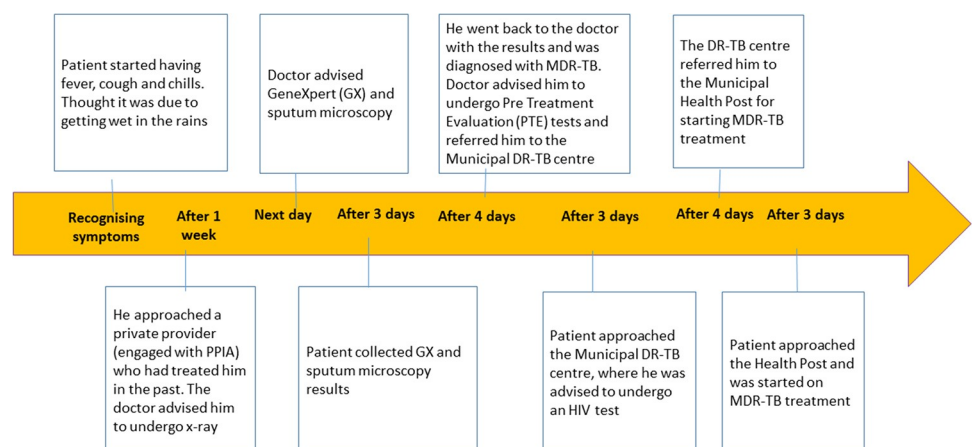 Patient started having
fever, cough and chills.
Thought it was due to
getting wet in the rains
Doctor advised
GeneXpert (GX) and
sputum microscopy
He went back to the doctor
with the results and was
diagnosed with MDR-TB.
Doctor advised him to
undergo Pre Treatment
Evaluation (PTE) tests and
referred him to the
Municipal DR-TB centre
The DR-TB centre
referred him to
the Municipal
Health Post for
starting MDR-TB
treatment
Recognising
symptoms
After 1
week
Next day
After 3 days
After 4 days
After 3 days
After 4 days
After 3 days
He approached a
private provider
(engaged with PPIA)
who had treated him
in the past. The
doctor advised him
to undergo x-ray
Patient collected GX and
sputum microscopy
results
Patient approached
the Municipal DR-TB
centre, where he was
advised to undergo
an HIV test
Patient approached
the Health Post and
was started on
MDR-TB treatment